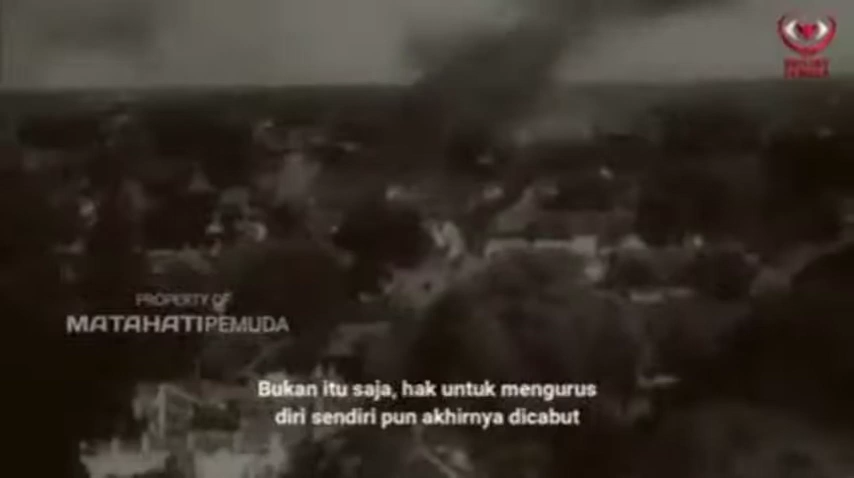 PROPERTY OF
MATAHATIPEMUDA
Bukan itu saja, hak untuk mengurus
diri sendiri pun akhirnya dicabut